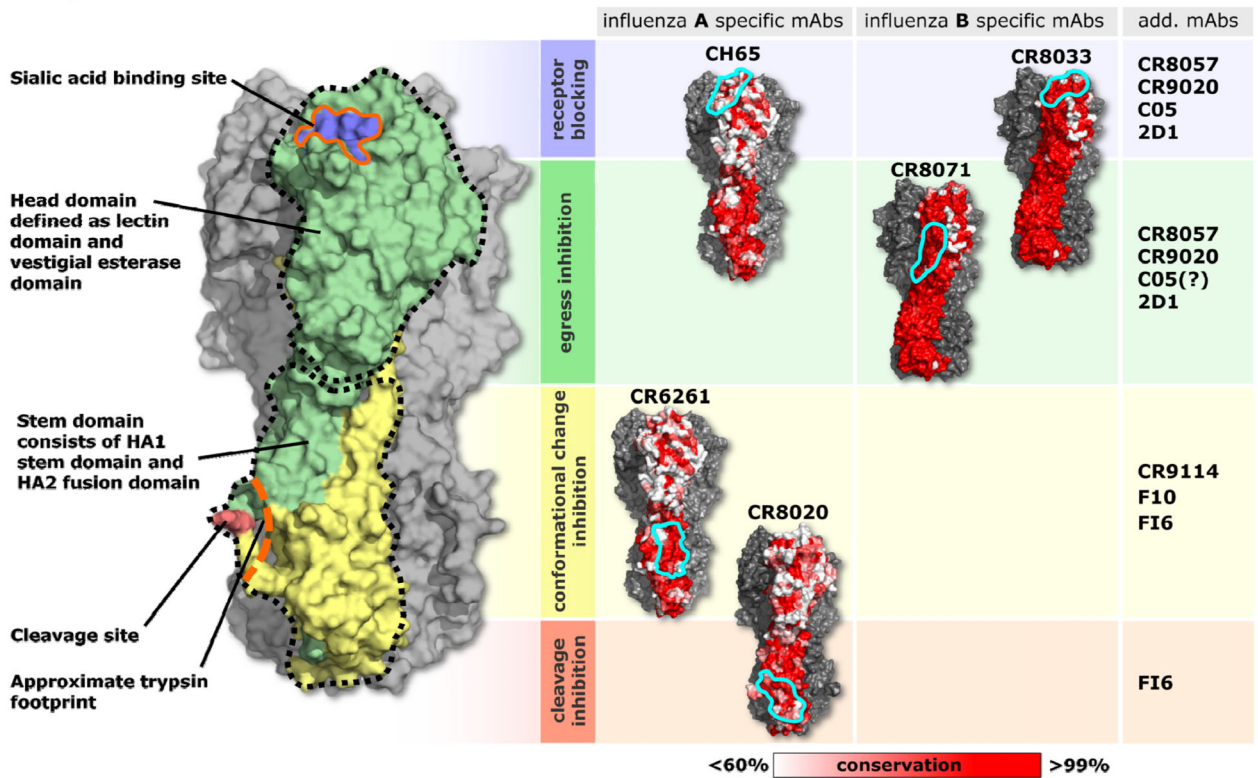 influenza A specific mAbs
influenza B specific mAbs
add. mAbs
Sialic acid binding site
Head domain
defined as lectin
domain and
vestigial esterase
domain
Stem domain
consists of HA1
stem domain and
HA2 fusion domain
Cleavage site
Approximate trypsin
footprint
receptor
blocking
CH65
CR8033
CR8057
CR9020
C05
2D1
egress inhibition
CR8071
CR8057
CR9020
C05(?)
2D1
conformational change
inhibition
CR6261
CR8020
CR9114
F10
FI6
cleavage
inhibition
FI6
<60%
conservation
>99%